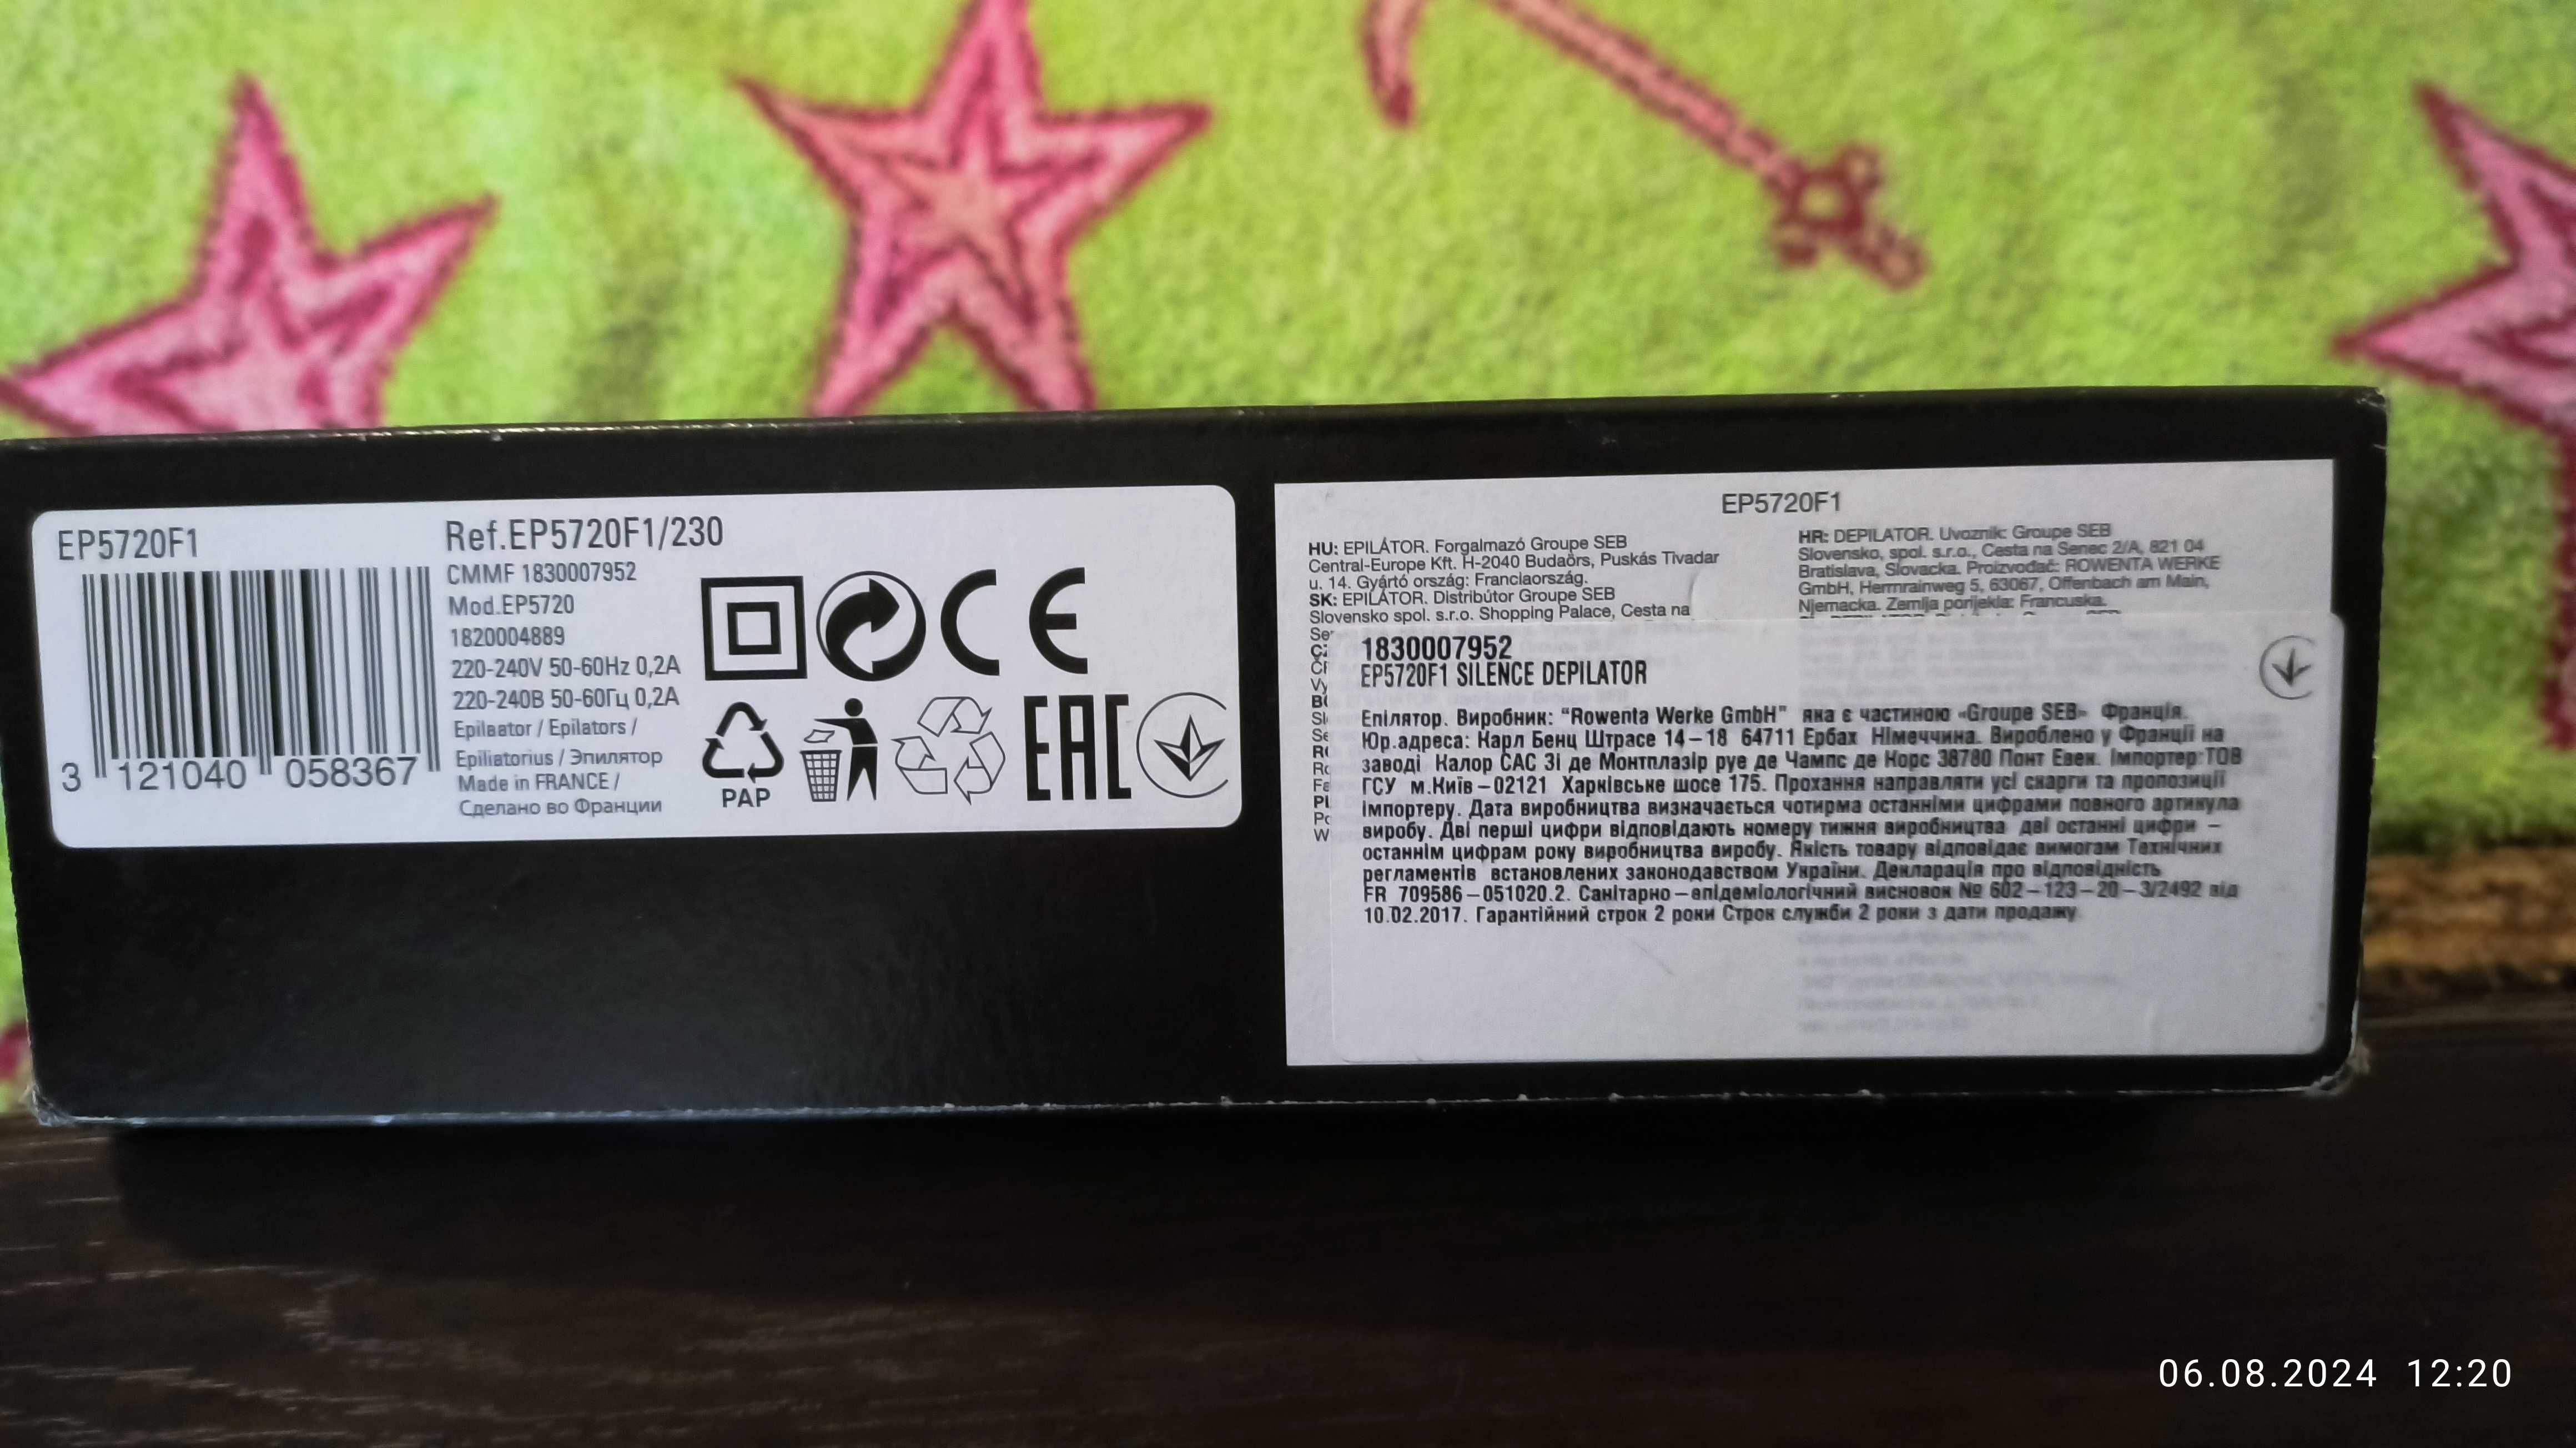 EP5720F1
3 121040 058367
Ref.EP5720F1/230
CMMF 1830007952
Mod.EP5720
1820004889
220-240V 50-60Hz 0,2A
220-240В 50-60Гц 0,2А
Epilaator / Epilators /
Epiliatorius / Эпилятор
Made in FRANCE /
Сделано во Франции
CE
PAP
EAC
EP5720F1
HU: EPILÁTOR. Forgalmazó Groupe SEB
Central-Europe Kft. H-2040 Budaörs, Puskás Tivadar
u. 14. Gyártó ország: Franciaország.
SK: EPILÁTOR. Distribútor Groupe SEB
Slovensko spol. s.r.o. Shopping Palace, Cesta na
HR: DEPILATOR. Uvoznik: Groupe SEB
Slovensko, spol. s.r.o., Cesta na Senec 2/A, 821 04
Bratislava, Slovacka. Proizvođač: ROWENTA WERKE
GmbH, Hermrainweg 5, 63067, Offenbach am Main,
Njemacka. Zemlja porijekla: Francuska.
1830007952
EP5720F1 SILENCE DEPILATOR
Епілятор. Виробник: “Rowenta Werke GmbH” яка є частиною «Groupe SEB» Франція.
Юр.адреса: Карл Бенц Штрасе 14–18 64711 Ербах Німеччина. Вироблено у Франції на
заводі Калор САС Зі де Монтплазір руе де Чампс де Корс 38780 Понт Евек. Імпортер:ТОВ
ГСУ м.Київ–02121 Харківське шосе 175. Прохання направляти усі скарги та пропозиції
імпортеру. Дата виробництва визначається чотирма останніми цифрами повного артикула
виробу. Дві перші цифри відповідають номеру тижня виробництва дві останні цифри –
останнім цифрам року виробництва виробу. Якість товару відповідає вимогам Технічних
регламентів встановлених законодавством України. Декларація про відповідність
FR 709586–051020.2. Санітарно–епідеміологічний висновок № 602–123–20–3/2492 від
10.02.2017. Гарантійний строк 2 роки Строк служби 2 роки з дати продажу.
06.08.2024 12:20